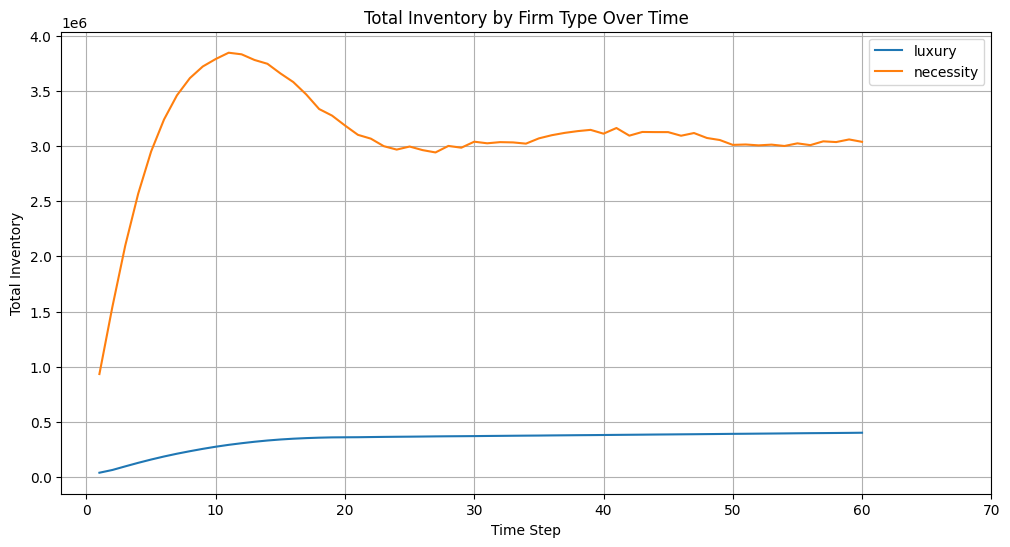 Total Inventory by Firm Type Over Time
1e6
4.0
3.5
3.0
2.5
2.0
1.5
1.0
0.5
0.0
Total Inventory
luxury
necessity
0 10 20 30 40 50 60 70
Time Step